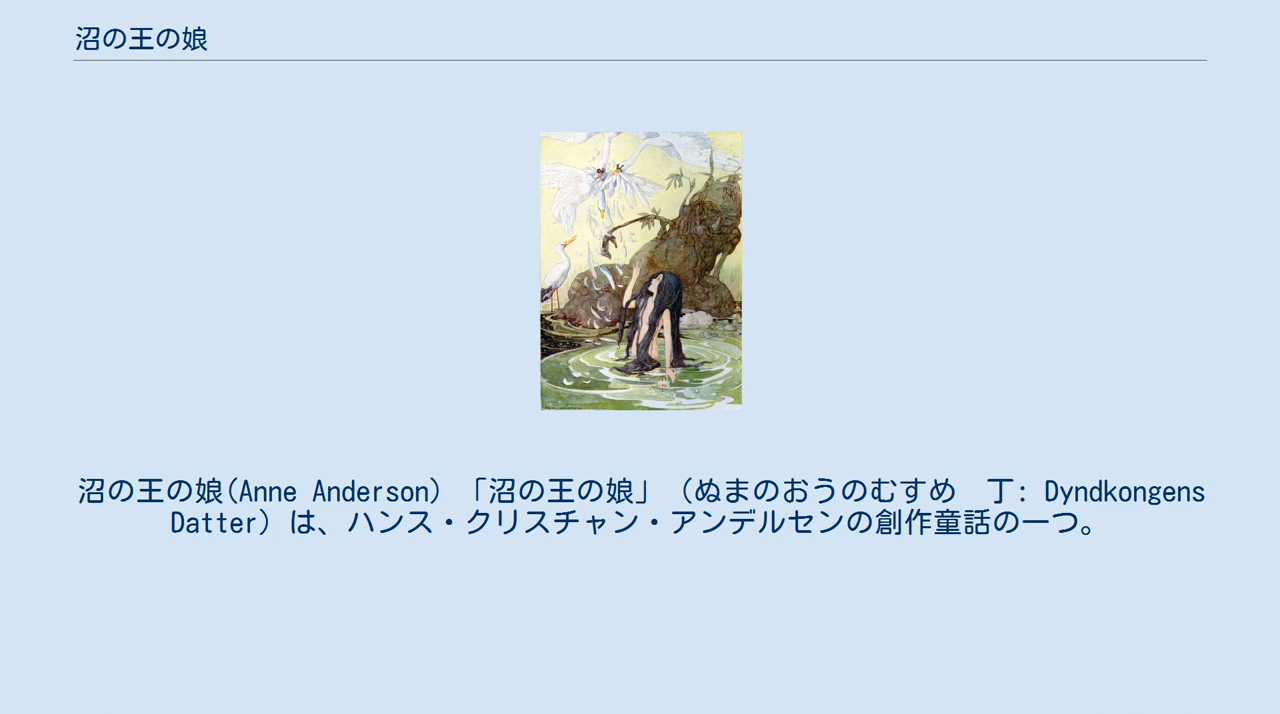 沼の王の娘
沼の王の娘(Anne Anderson) 「沼の王の娘」（ぬまのおうのむすめ　丁: Dyndkongens
Datter）は、ハンス・クリスチャン・アンデルセンの創作童話の一つ。